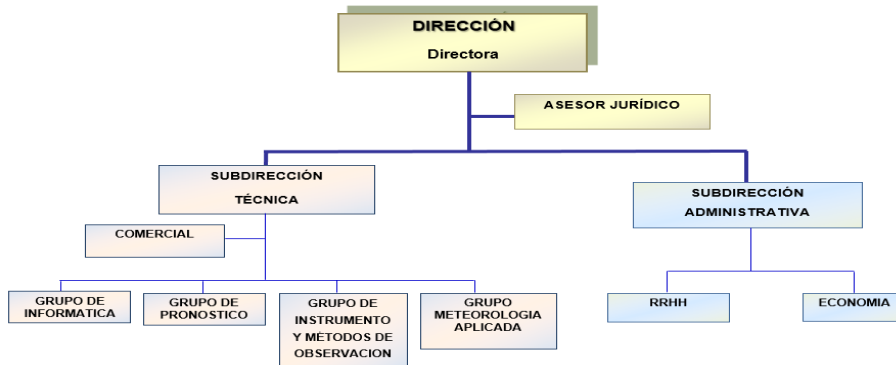 DIRECCIÓN
Directora
ASESOR JURÍDICO
SUBDIRECCIÓN
TÉCNICA
SUBDIRECCIÓN
ADMINISTRATIVA
COMERCIAL
GRUPO DE
INFORMATICA
GRUPO DE
PRONOSTICO
GRUPO DE
INSTRUMENTO
Y MÉTODOS DE
OBSERVACION
GRUPO
METEOROLOGIA
APLICADA
RRHH
ECONOMIA